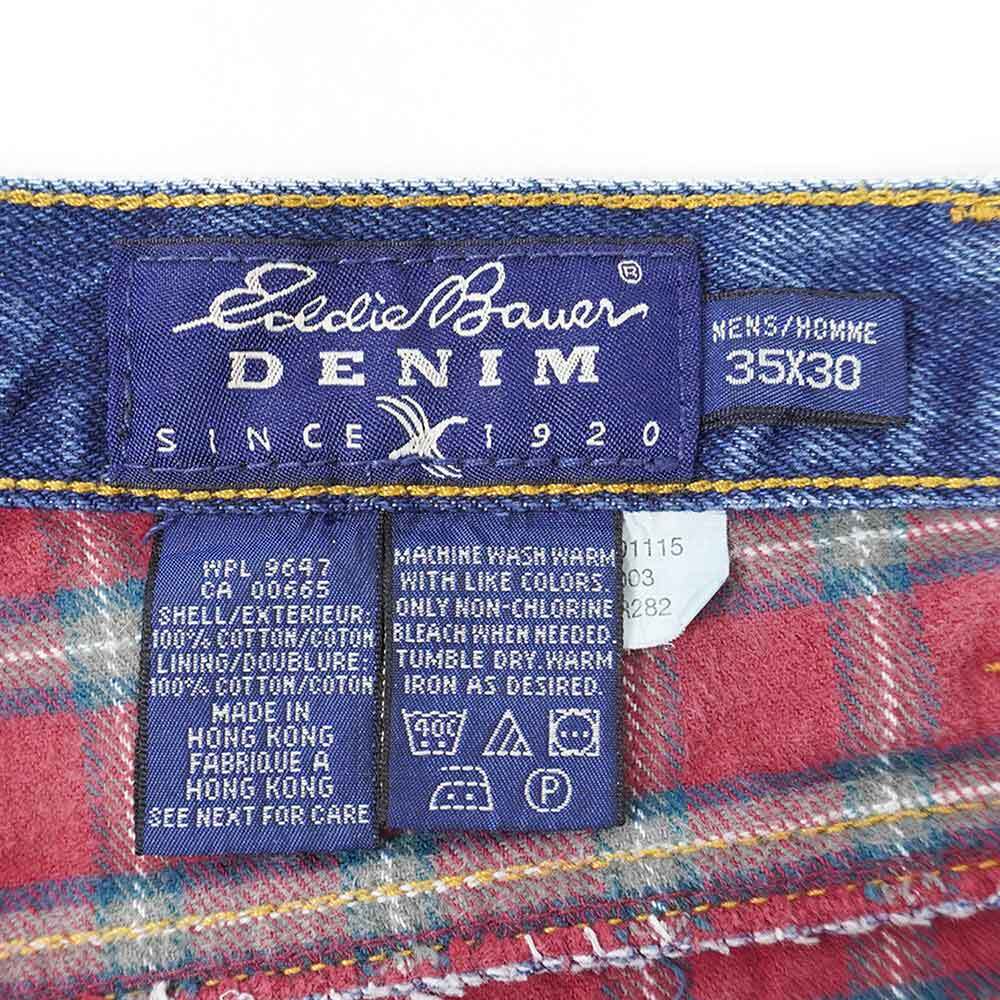 Eddie Bauer ®
DENIM
SINCE 1920
MENS/HOMME
35X30
WPL 9647
CA 00665
SHELL/EXTERIEUR:
100% COTTON/COTON
LINING/DOUBLURE:
100% COTTON/COTON
MADE IN
HONG KONG
FABRIQUE A
HONG KONG
SEE NEXT FOR CARE
MACHINE WASH WARM
WITH LIKE COLORS
ONLY NON-CHLORINE
BLEACH WHEN NEEDED.
TUMBLE DRY. WARM
IRON AS DESIRED.
P
01115
003